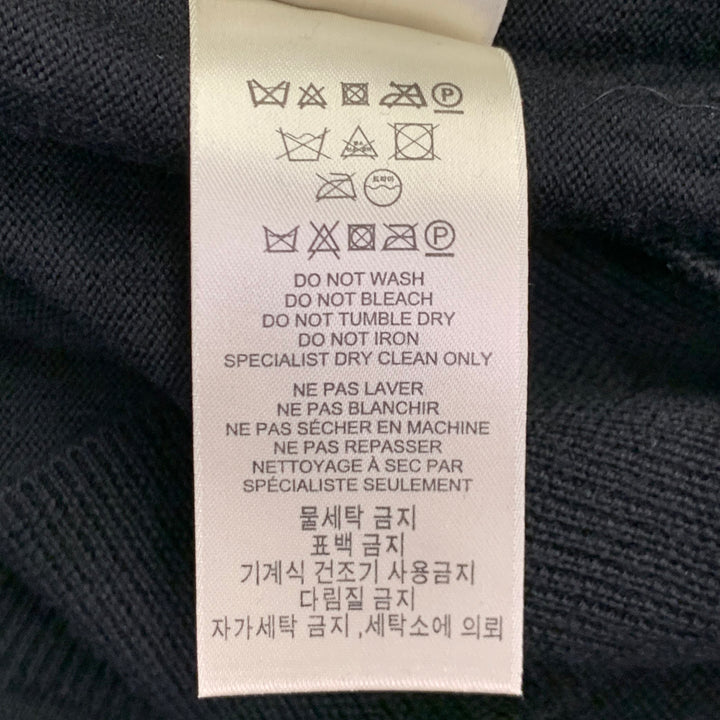 P
드라이
P
DO NOT WASH
DO NOT BLEACH
DO NOT TUMBLE DRY
DO NOT IRON
SPECIALIST DRY CLEAN ONLY
NE PAS LAVER
NE PAS BLANCHIR
NE PAS SÉCHER EN MACHINE
NE PAS REPASSER
NETTOYAGE À SEC PAR
SPÉCIALISTE SEULEMENT
물세탁 금지
표백 금지
기계식 건조기 사용금지
다림질 금지
자가세탁 금지 ,세탁소에 의뢰